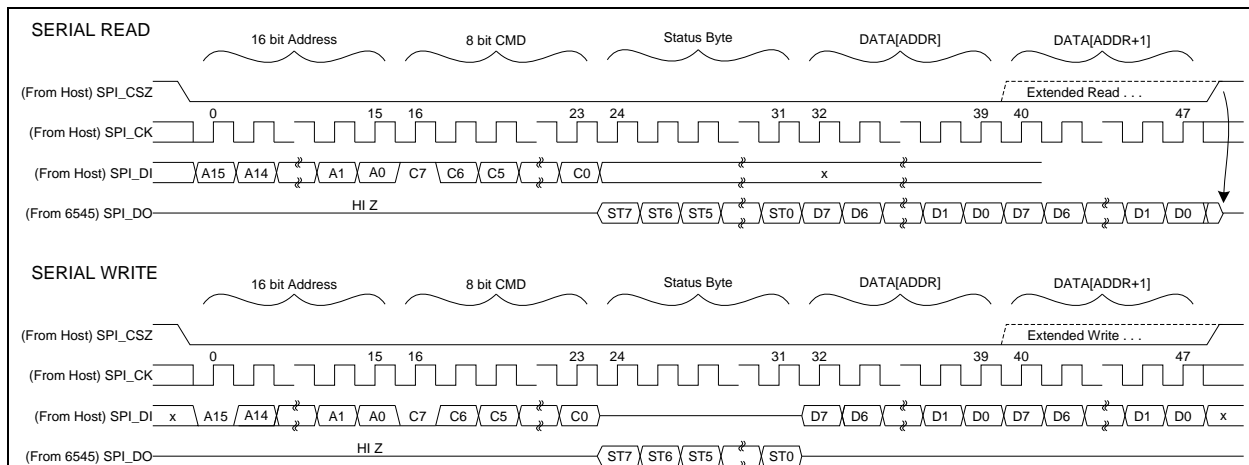 SERIAL READ
16 bit Address 8 bit CMD Status Byte DATA[ADDR] DATA[ADDR+1]
(From Host) SPI_CSZ Extended Read . . .
0 15 16 23 24 31 32 39 40 47
(From Host) SPI_CK
(From Host) SPI_DI A15 A14 A1 A0 C7 C6 C5 C0 x
(From 6545) SPI_DO HI Z ST7 ST6 ST5 ST0 D7 D6 D1 D0 D7 D6 D1 D0
SERIAL WRITE
16 bit Address 8 bit CMD Status Byte DATA[ADDR] DATA[ADDR+1]
(From Host) SPI_CSZ Extended Write . . .
0 15 16 23 24 31 32 39 40 47
(From Host) SPI_CK
(From Host) SPI_DI x A15 A14 A1 A0 C7 C6 C5 C0 D7 D6 D1 D0 D7 D6 D1 D0 x
(From 6545) SPI_DO HI Z ST7 ST6 ST5 ST0